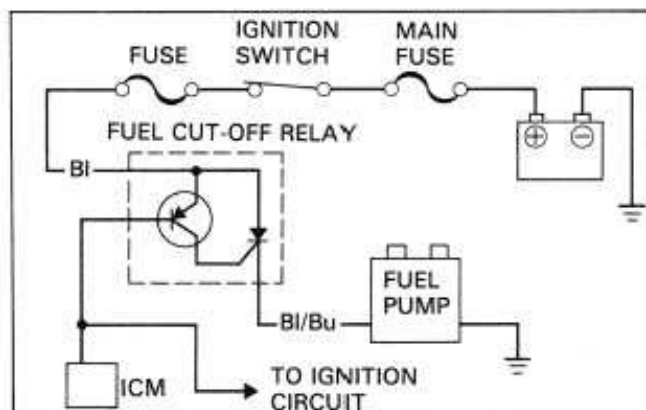 FUSE
IGNITION
SWITCH
MAIN
FUSE
FUEL CUT-OFF RELAY
Bl
+
−
FUEL
PUMP
Bl/Bu
ICM
TO IGNITION
CIRCUIT